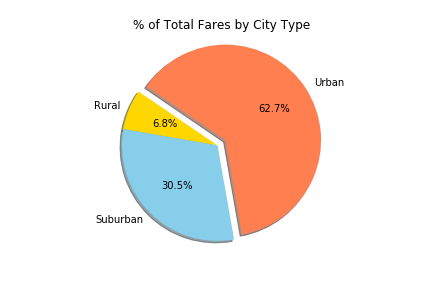 % of Total Fares by City Type
Urban
62.7%
Rural
6.8%
30.5%
Suburban